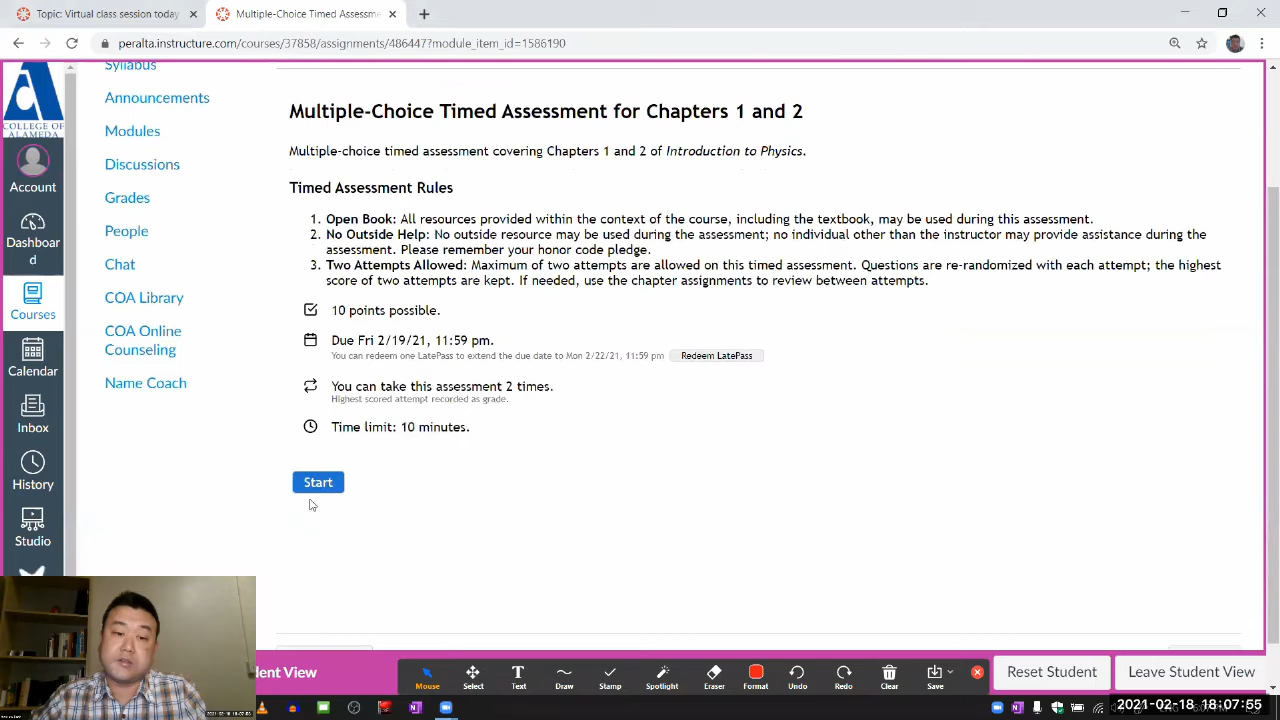 Topic: Virtual class session today
Multiple-Choice Timed Assessme
peralta.instructure.com/courses/37858/assignments/486447?module_item_id=1586190
COLLEGE OF
ALAMEDA
Account
Dashboar
d
Courses
Calendar
Inbox
History
Studio
Syllabus
Announcements
Modules
Discussions
Grades
People
Chat
COA Library
COA Online
Counseling
Name Coach
Multiple-Choice Timed Assessment for Chapters 1 and 2
Multiple-choice timed assessment covering Chapters 1 and 2 of Introduction to Physics.
Timed Assessment Rules
1. Open Book: All resources provided within the context of the course, including the textbook, may be used during this assessment.
2. No Outside Help: No outside resource may be used during the assessment; no individual other than the instructor may provide assistance during the
assessment. Please remember your honor code pledge.
3. Two Attempts Allowed: Maximum of two attempts are allowed on this timed assessment. Questions are re-randomized with each attempt; the highest
score of two attempts are kept. If needed, use the chapter assignments to review between attempts.
10 points possible.
Due Fri 2/19/21, 11:59 pm.
You can redeem one LatePass to extend the due date to Mon 2/22/21, 11:59 pm Redeem LatePass
You can take this assessment 2 times.
Highest scored attempt recorded as grade.
Time limit: 10 minutes.
Start
dent View
Mouse
Select
Text
Draw
Stamp
Spotlight
Eraser
Format
Undo
Redo
Clear
Save
Reset Student
Leave Student View
2021-02-18 18:07:55